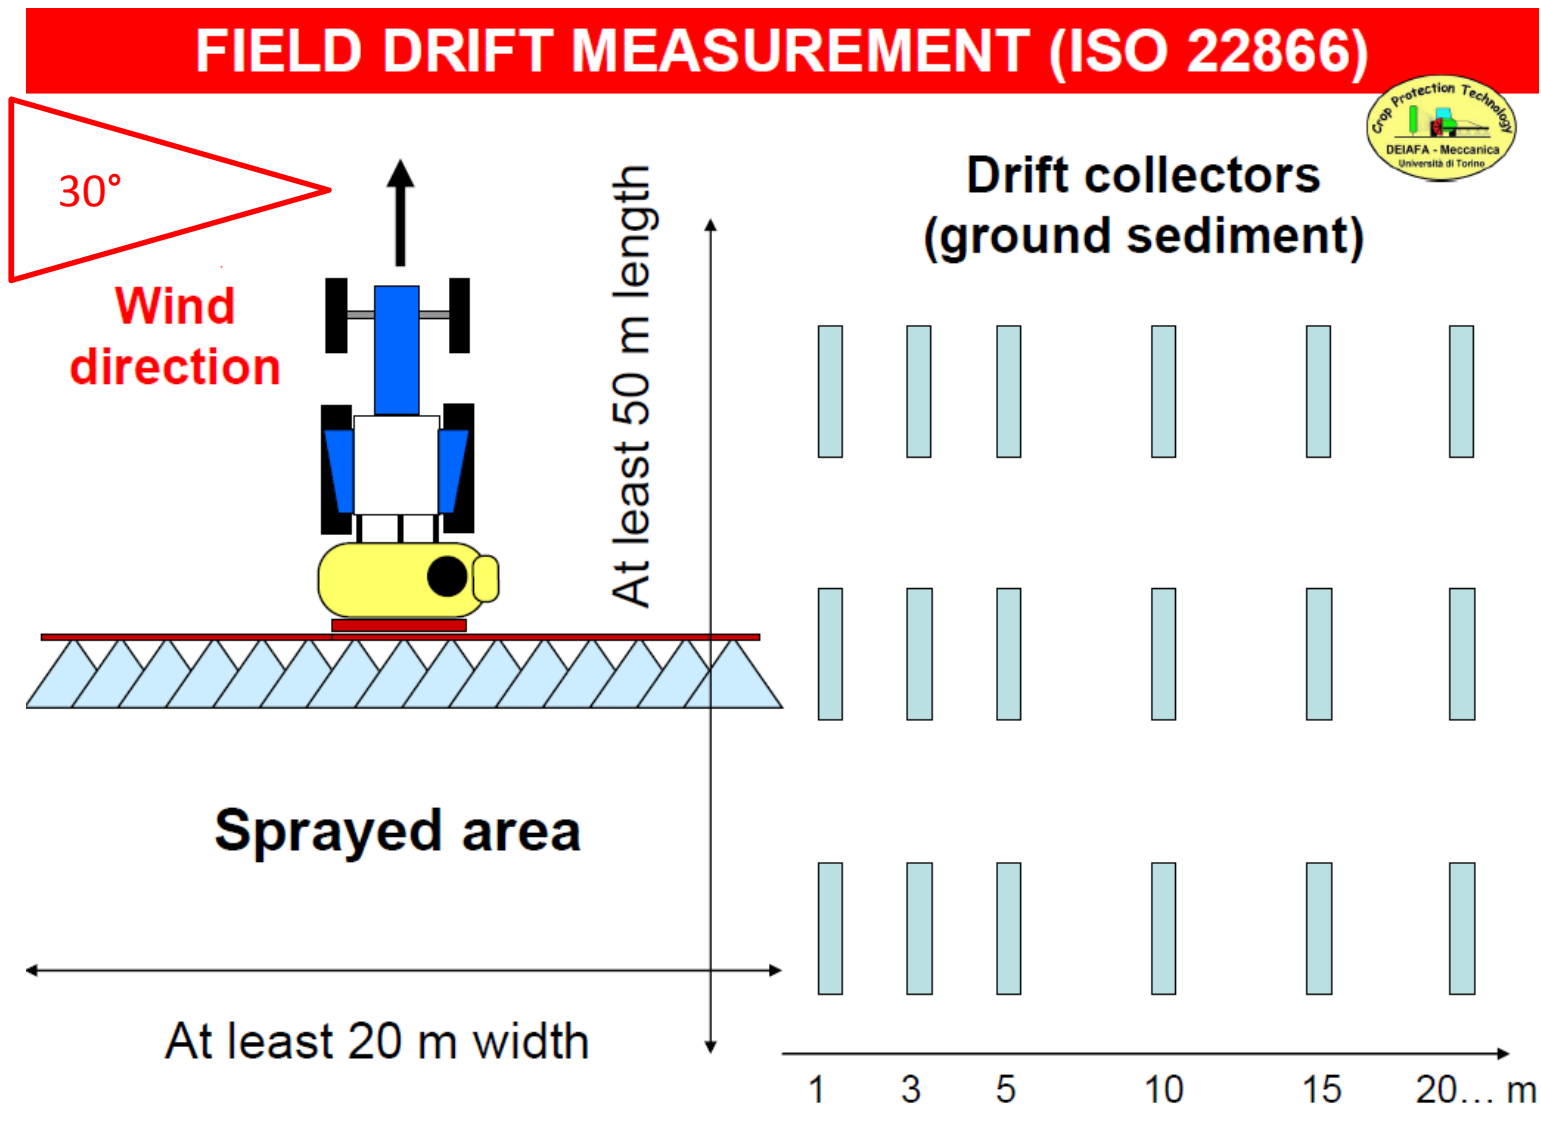 FIELD DRIFT MEASUREMENT (ISO 22866)
Crop Protection Technology
DEIAFA - Meccanica
Università di Torino
30°
Wind
direction
At least 50 m length
Drift collectors
(ground sediment)
Sprayed area
At least 20 m width
1 3 5 10 15 20... m